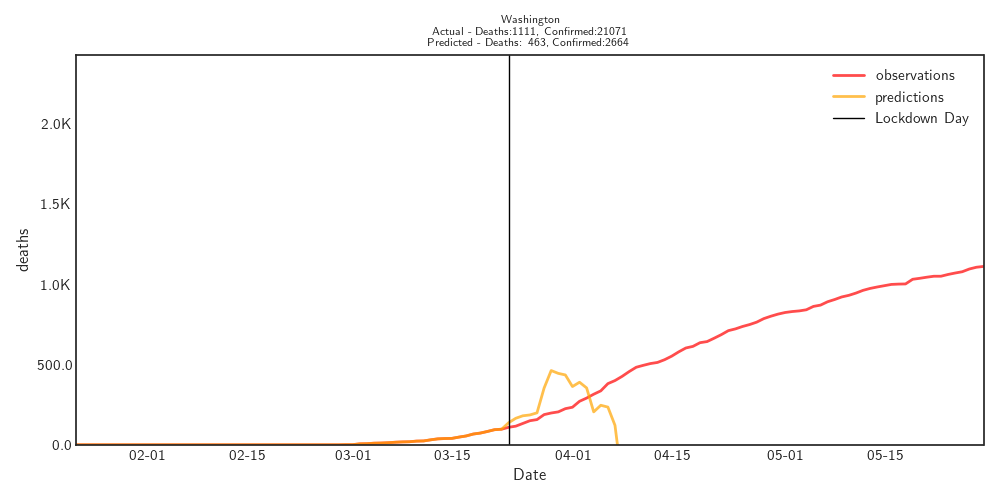 Washington
Actual - Deaths:1111, Confirmed:21071
Predicted - Deaths: 463, Confirmed:2664
observations
predictions
Lockdown Day
2.0K
1.5K
1.0K
500.0
0.0
deaths
02-01 02-15 03-01 03-15 04-01 04-15 05-01 05-15
Date